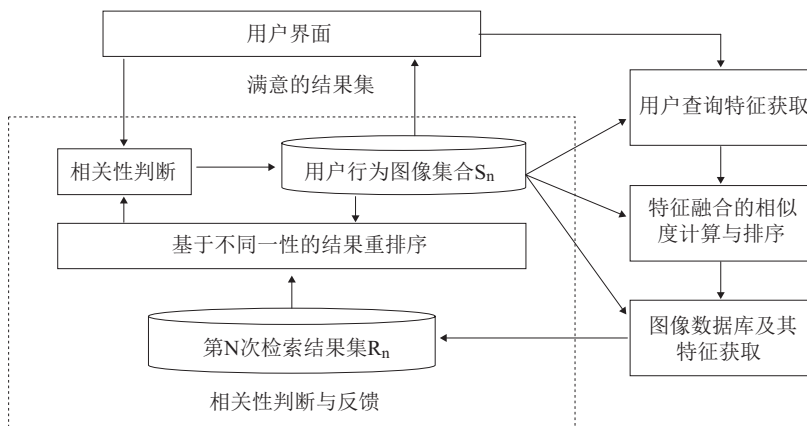 用户界面
满意的结果集
用户查询特征获取
相关性判断
用户行为图像集合Sn
特征融合的相似
度计算与排序
基于不同一性的结果重排序
第N次检索结果集Rn
图像数据库及其
特征获取
相关性判断与反馈